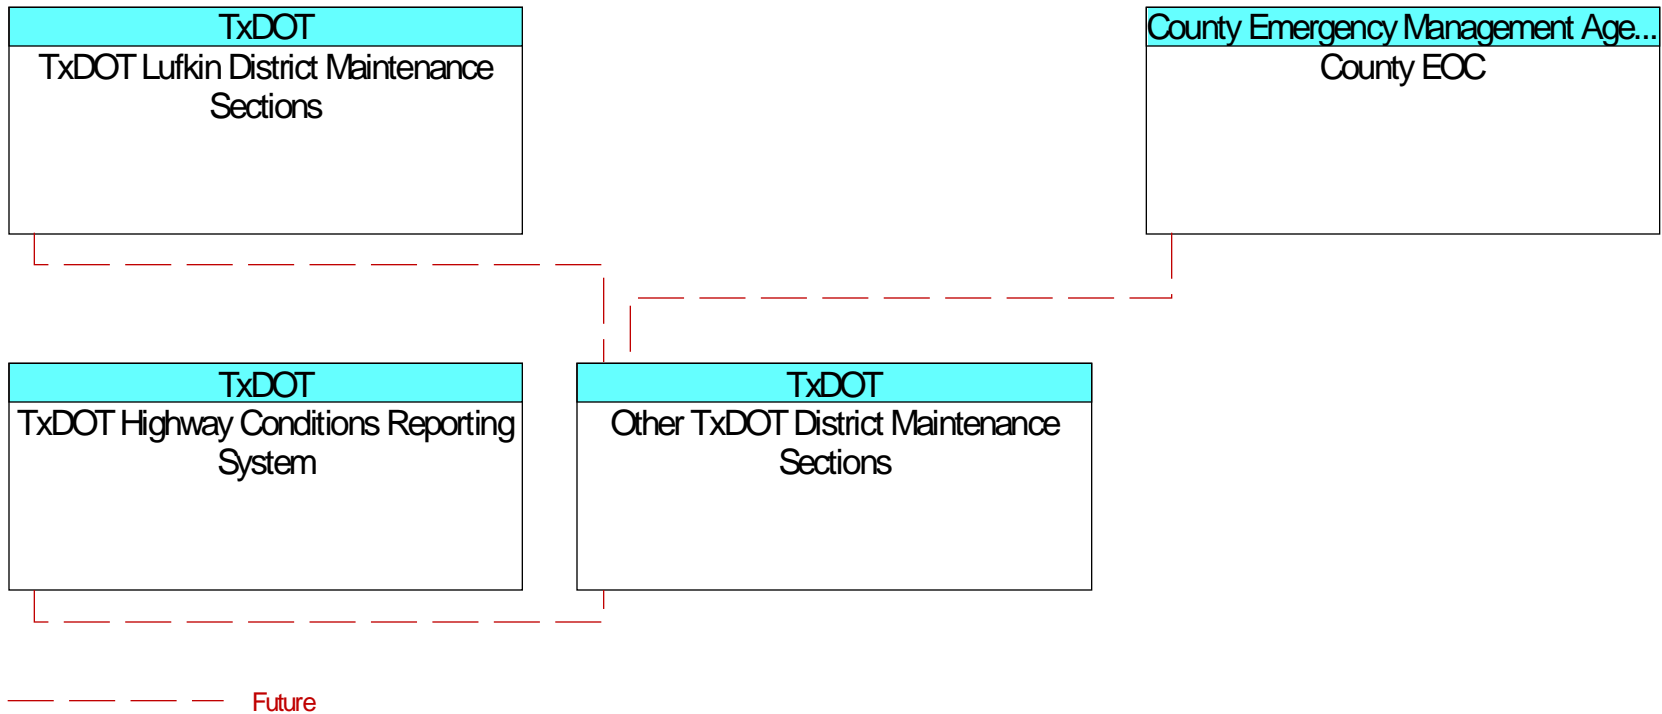 TxDOT
TxDOT Lufkin District Maintenance
Sections
County Emergency Management Age...
County EOC
TxDOT
TxDOT Highway Conditions Reporting
System
TxDOT
Other TxDOT District Maintenance
Sections
Future